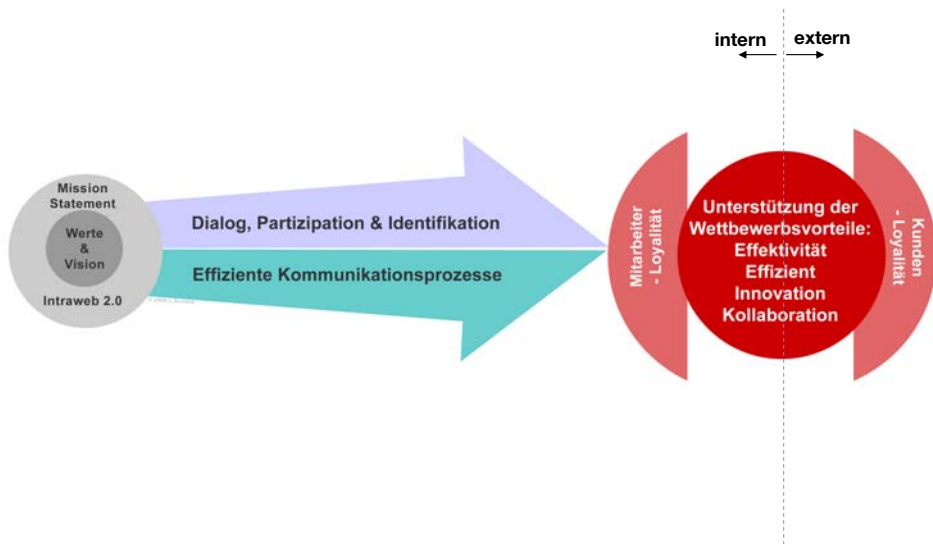 intern
extern
Mission
Statement
Werte
&
Vision
Intraweb 2.0
Dialog, Partizipation & Identifikation
Effiziente Kommunikationsprozesse
Mitarbeiter
- Loyalität
Unterstützung der
Wettbewerbsvorteile:
Effektivität
Effizient
Innovation
Kollaboration
Kunden
- Loyalität